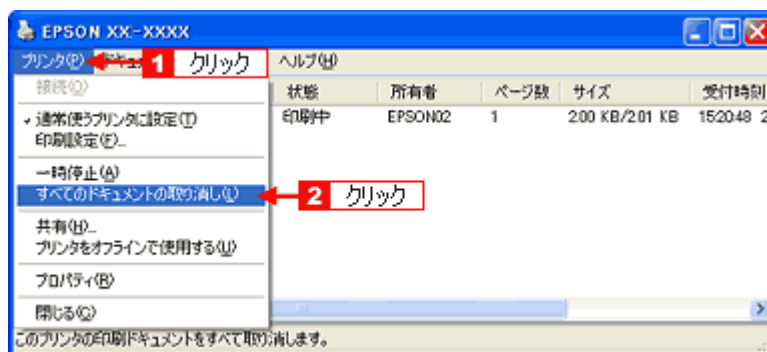 EPSON XX-XXXX
プリンタ(P) ヘルプ(H)
1 クリック
状態 所有者 ページ数 サイズ 受付時刻
印刷中 EPSON02 1 2.00 KB/2.01 KB 15:20:48 2
接続(O)
通常使うプリンタに設定(T)
印刷設定(F)...
一時停止(A)
すべてのドキュメントの取り消し(L)
2 クリック
共有(H)...
プリンタをオフラインで使用する(U)
プロパティ(R)
閉じる(C)
このプリンタの印刷ドキュメントをすべて取り消します。